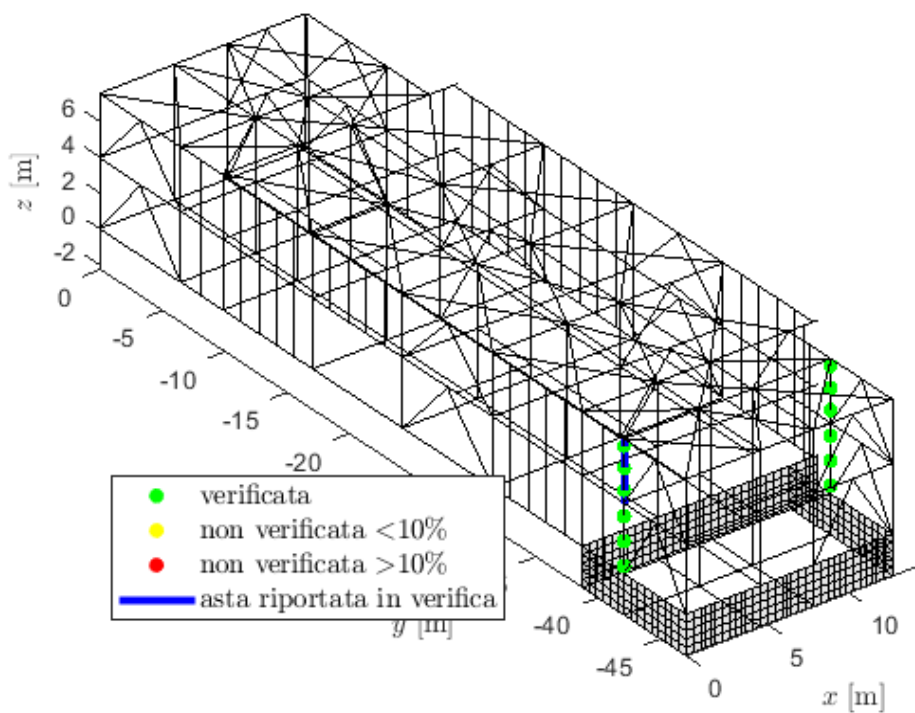 6
4
2
0
-2
z [m]
0
-5
-10
-15
-20
-40
-45
y [m]
0
5
10
x [m]
verificata
non verificata <10%
non verificata >10%
asta riportata in verifica